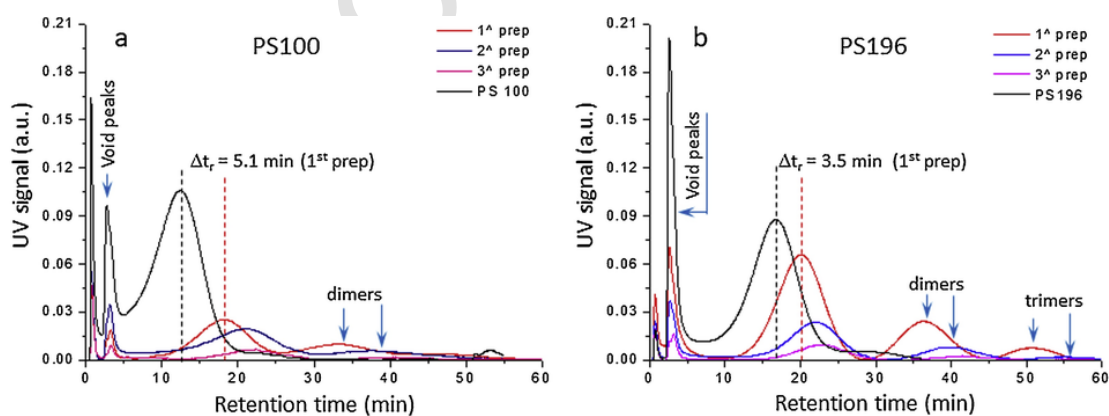 a
PS100
1^ prep
2^ prep
3^ prep
PS 100
Void peaks
Δtr = 5.1 min (1st prep)
dimers
UV signal (a.u.)
0.21
0.18
0.15
0.12
0.09
0.06
0.03
0.00
0 10 20 30 40 50 60
Retention time (min)
b
PS196
1^ prep
2^ prep
3^ prep
PS196
Void peaks
Δtr = 3.5 min (1st prep)
dimers
trimers
UV signal (a.u.)
0.21
0.18
0.15
0.12
0.09
0.06
0.03
0.00
0 10 20 30 40 50 60
Retention time (min)